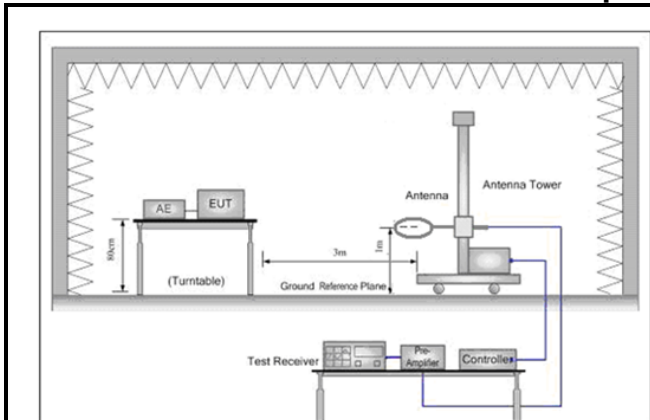 Antenna Tower
Antenna
AE
EUT
80cm
(Turntable)
3m
1m
Ground Reference Plane
Test Receiver
Pre-
Amplifier
Controller